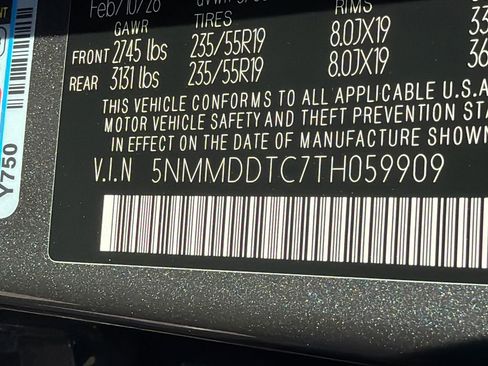 Feb/10/26
TIRES
RIMS
GAWR
FRONT 2745 lbs 235/55R19 8.0JX19
REAR 3131 lbs 235/55R19 8.0JX19
THIS VEHICLE CONFORMS TO ALL APPLICABLE U.S.A
MOTOR VEHICLE SAFETY AND THEFT PREVENTION STA
IN EFFECT ON THE DATE OF MANUFACTURE SHOWN
V.I.N 5NMMDDTC7TH059909
Y750